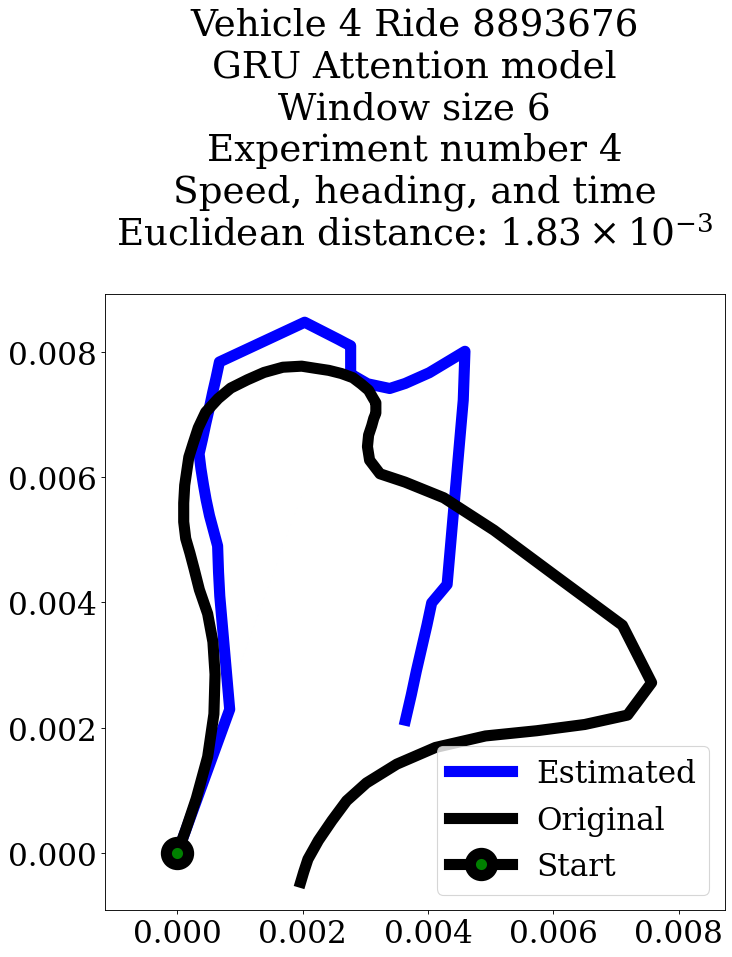 Vehicle 4 Ride 8893676
GRU Attention model
Window size 6
Experiment number 4
Speed, heading, and time
Euclidean distance: 1.83 × 10⁻³
0.008
0.006
0.004
0.002
0.000
Estimated
Original
Start
0.000 0.002 0.004 0.006 0.008